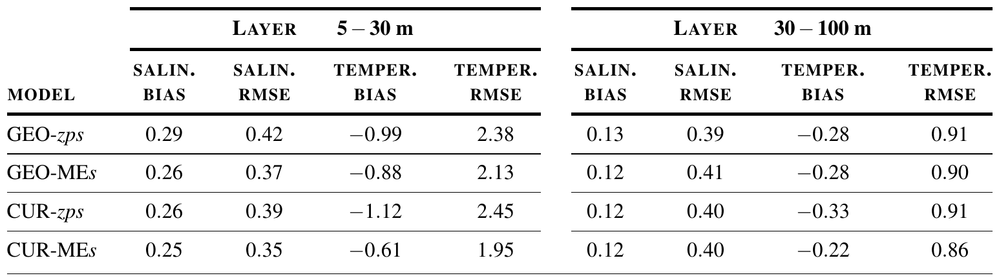 LAYER 5 – 30 m LAYER 30 – 100 m
SALIN. SALIN. TEMPER. TEMPER. SALIN. SALIN. TEMPER. TEMPER.
MODEL BIAS RMSE BIAS RMSE BIAS RMSE BIAS RMSE
GEO-zps 0.29 0.42 −0.99 2.38 0.13 0.39 −0.28 0.91
GEO-MEs 0.26 0.37 −0.88 2.13 0.12 0.41 −0.28 0.90
CUR-zps 0.26 0.39 −1.12 2.45 0.12 0.40 −0.33 0.91
CUR-MEs 0.25 0.35 −0.61 1.95 0.12 0.40 −0.22 0.86